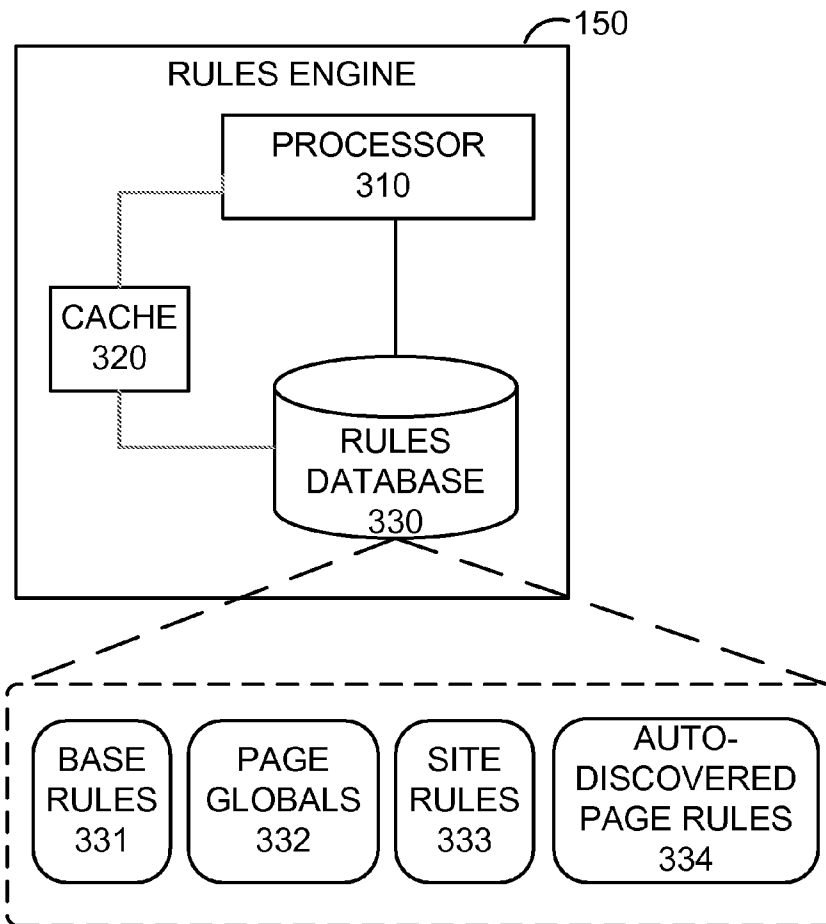 150
RULES ENGINE
PROCESSOR
310
CACHE
320
RULES
DATABASE
330
BASE
RULES
331
PAGE
GLOBALS
332
SITE
RULES
333
AUTO-
DISCOVERED
PAGE RULES
334